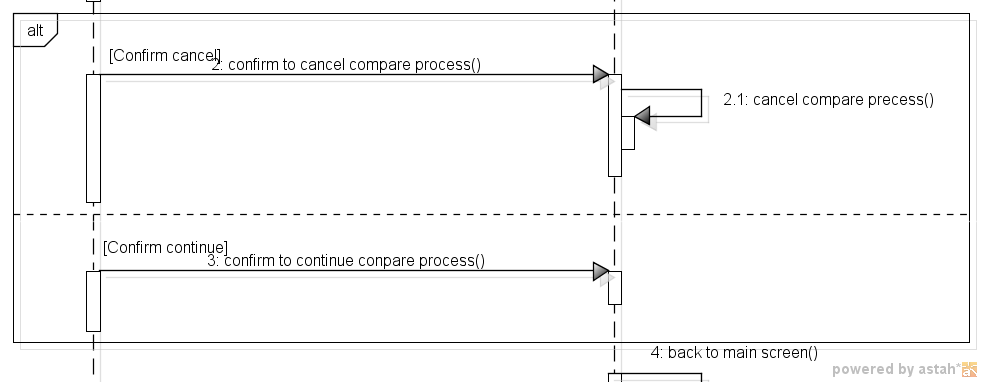 alt
[Confirm cancel]
2: confirm to cancel compare process()
2.1: cancel compare precess()
[Confirm continue]
3: confirm to continue conpare process()
4: back to main screen()
powered by astah*